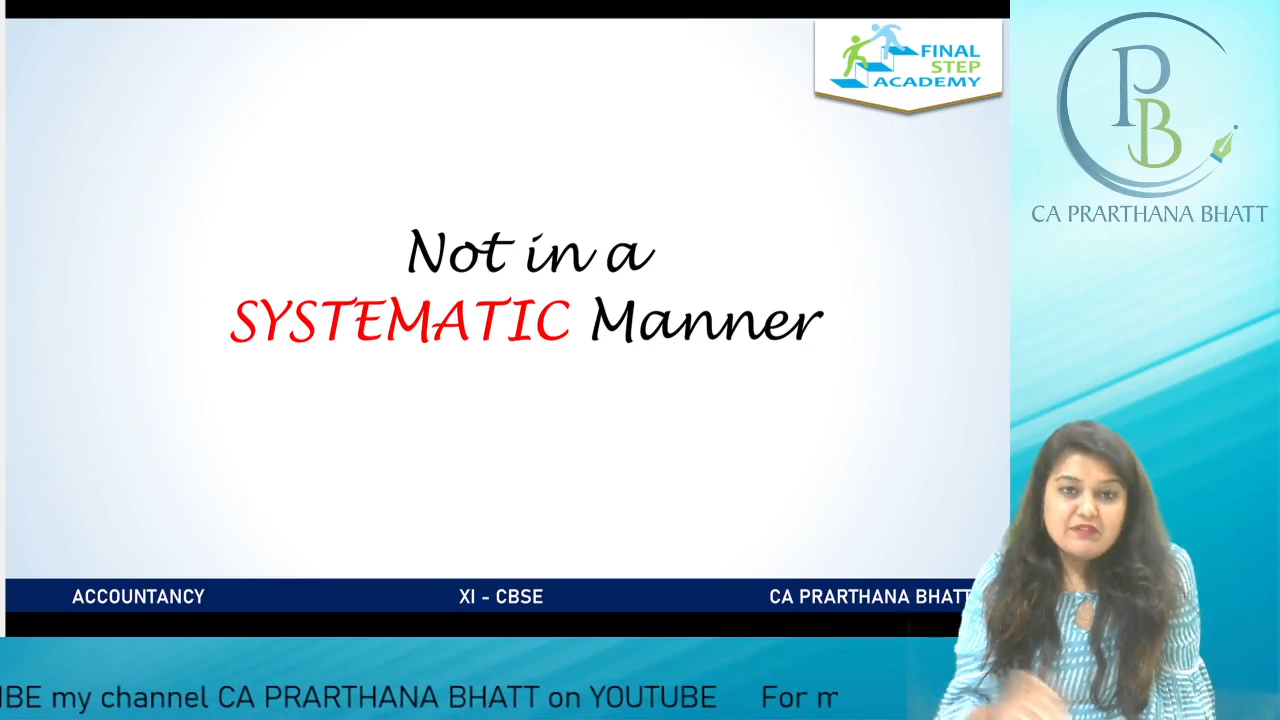 FINAL
STEP
ACADEMY
PB
CA PRARTHANA BHATT
Not in a
SYSTEMATIC Manner
ACCOUNTANCY XI - CBSE CA PRARTHANA BHATT
my channel CA PRARTHANA BHATT on YOUTUBE For